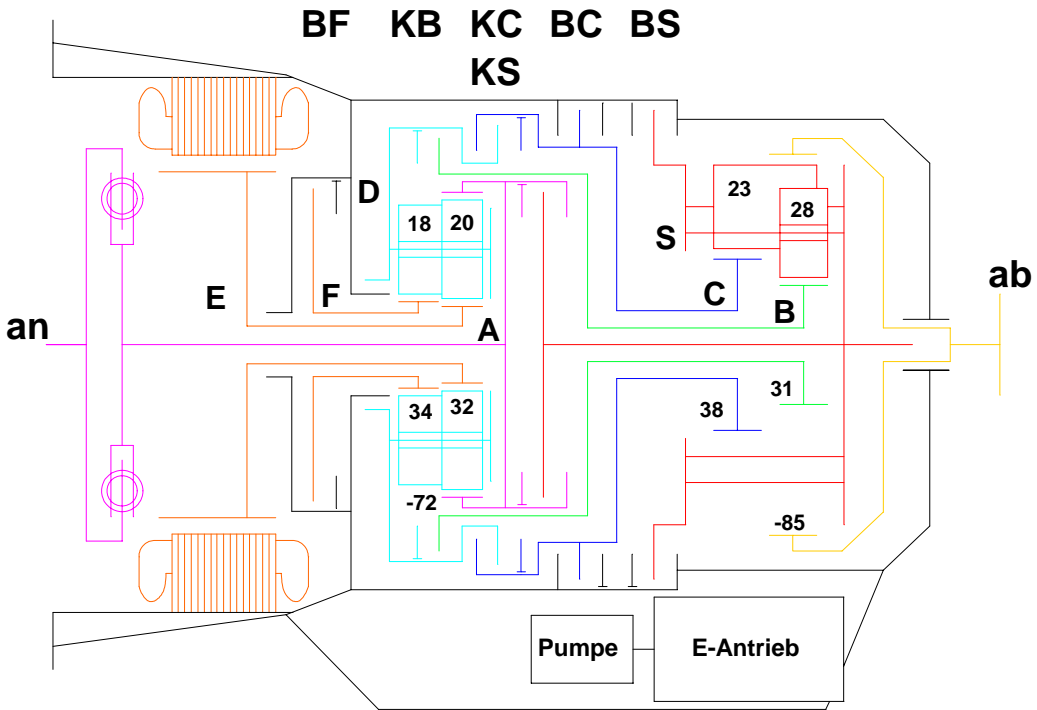 BF KB KC BC BS
KS
D
23
18 20 28
S
E F C B ab
an A
31
34 32 38
-72
-85
Pumpe E-Antrieb